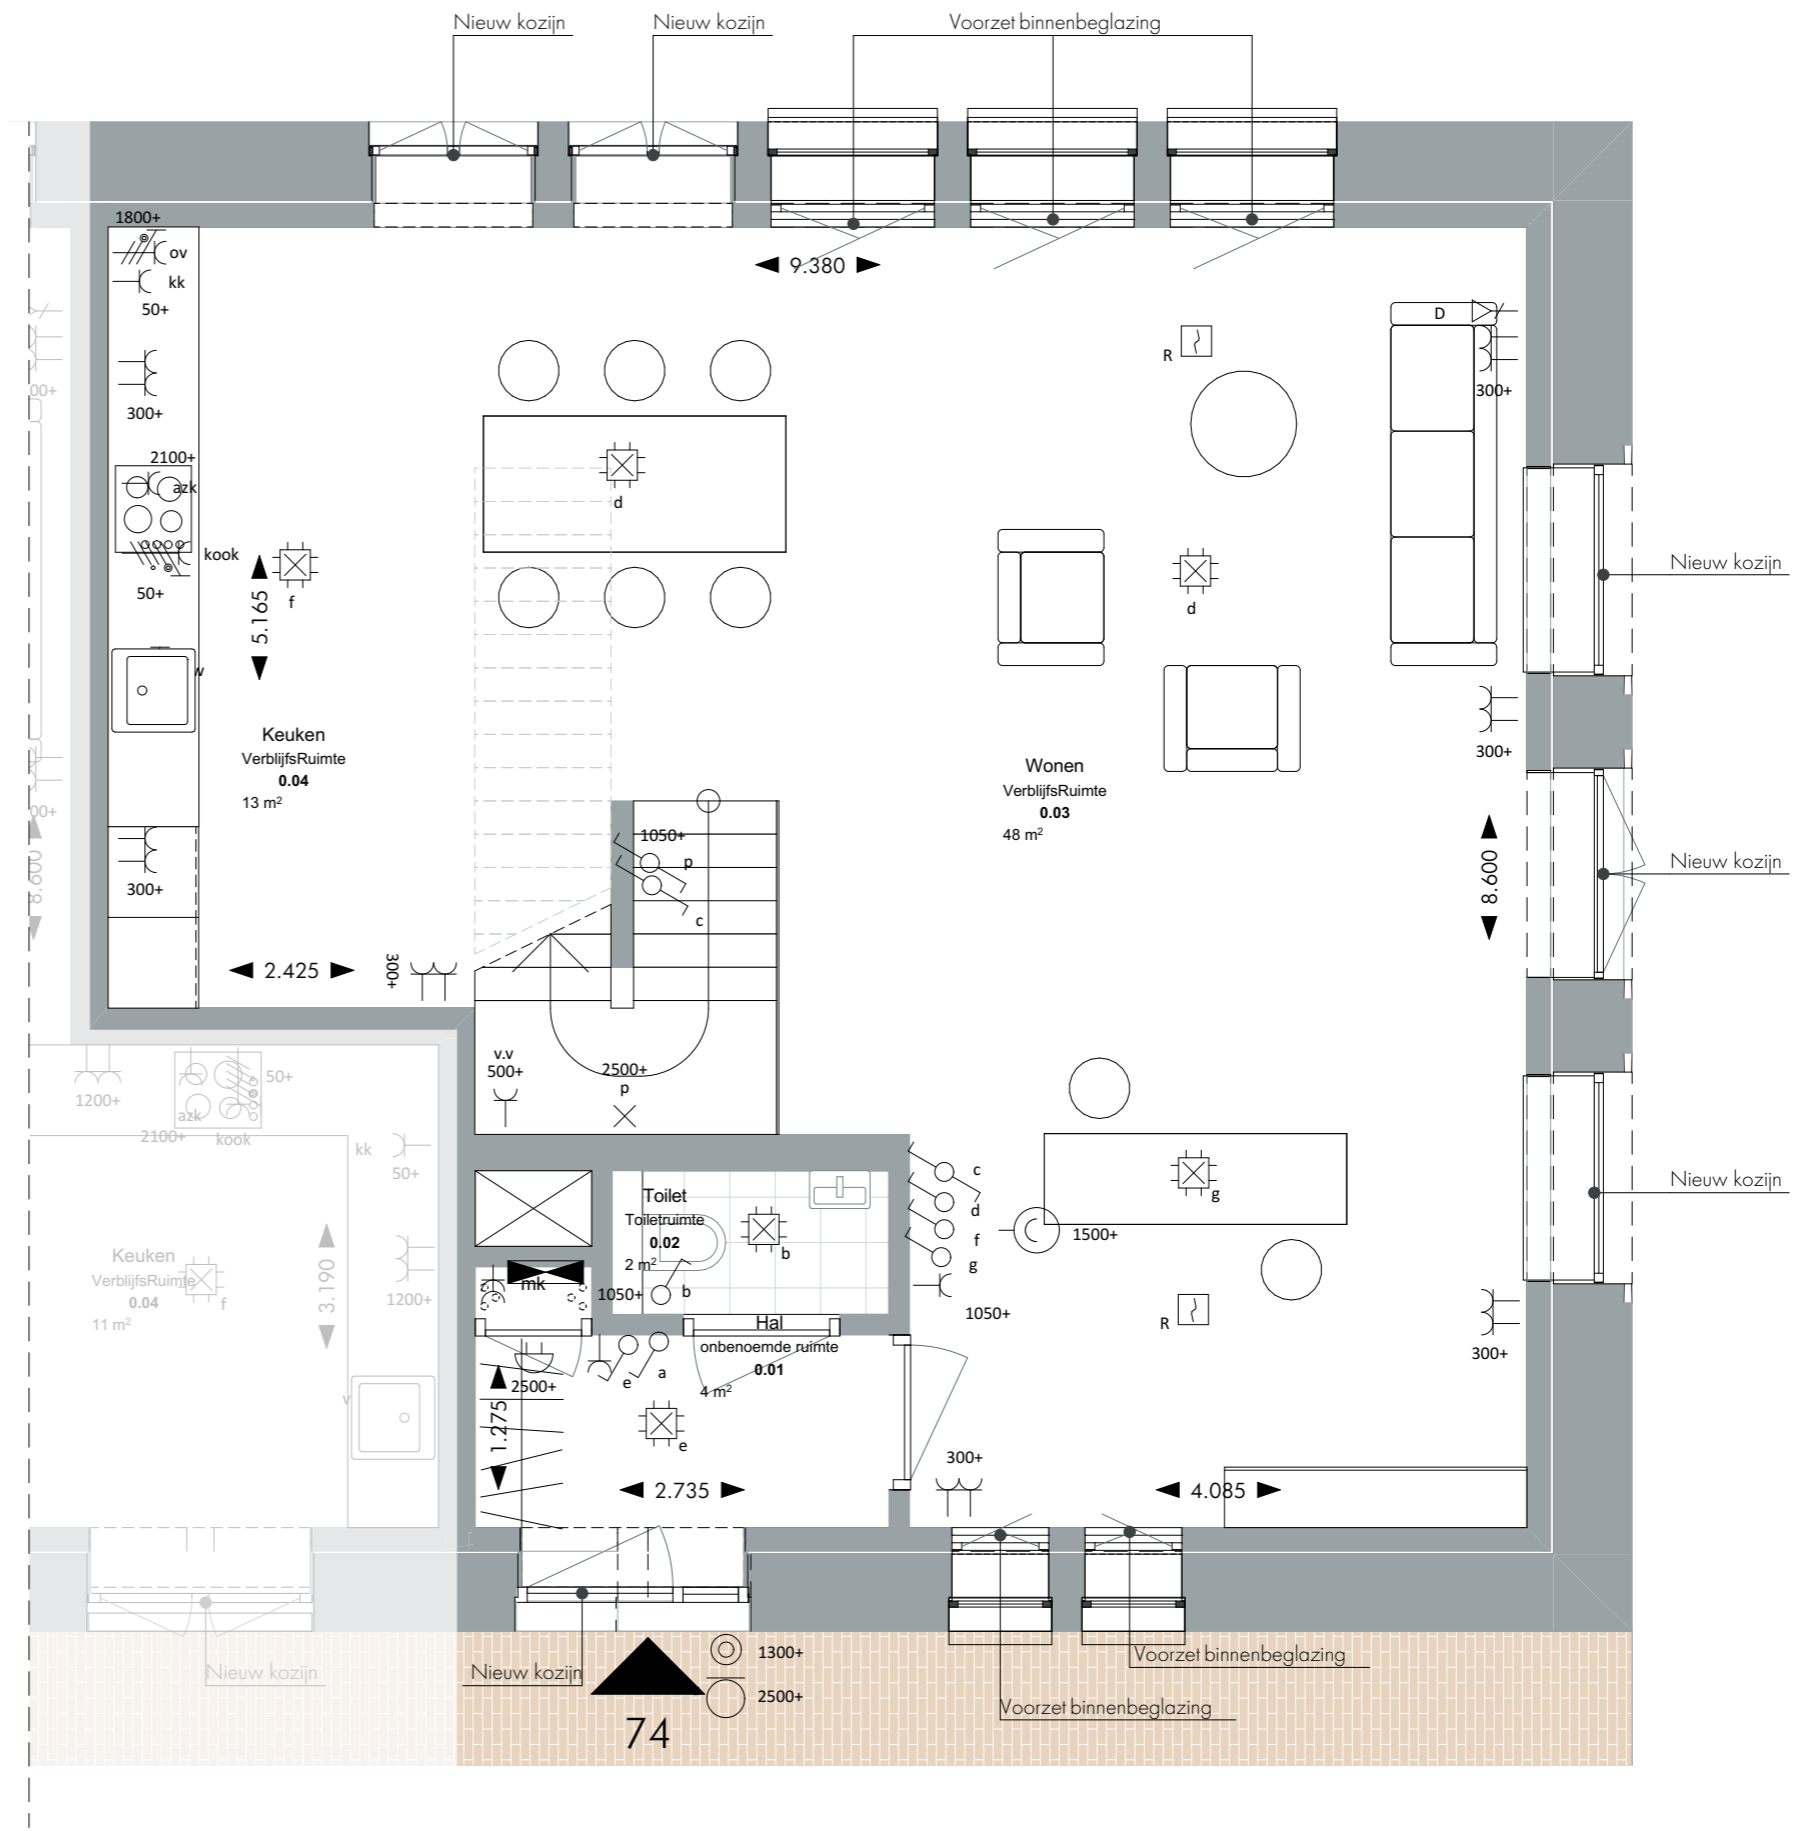 Nieuw kozijn
Nieuw kozijn
Voorzet binnenbeglazing
1800+
ov
kk
50+
9.380
R
D
300+
00+
300+
2100+
azk
d
kook
50+
f
5.165
d
Nieuw kozijn
w
Keuken
VerblijfsRuimte
0.04
13 m²
Wonen
VerblijfsRuimte
0.03
48 m²
300+
00+
8.600
1050+
p
c
300+
8.600
Nieuw kozijn
2.425
300+
v.v
500+
2500+
p
1200+
50+
azk
2100+
kook
kk
50+
Toilet
Toiletruimte
0.02
2 m²
b
c
d
f
g
1500+
g
Nieuw kozijn
Keuken
VerblijfsRuimte
0.04
11 m²
f
3.190
1200+
mk
1050+
b
1050+
R
300+
Hal
onbenoemde ruimte
0.01
4 m²
2500+
e
a
1.275
v
e
2.735
300+
4.085
Nieuw kozijn
Nieuw kozijn
1300+
2500+
74
Voorzet binnenbeglazing
Voorzet binnenbeglazing